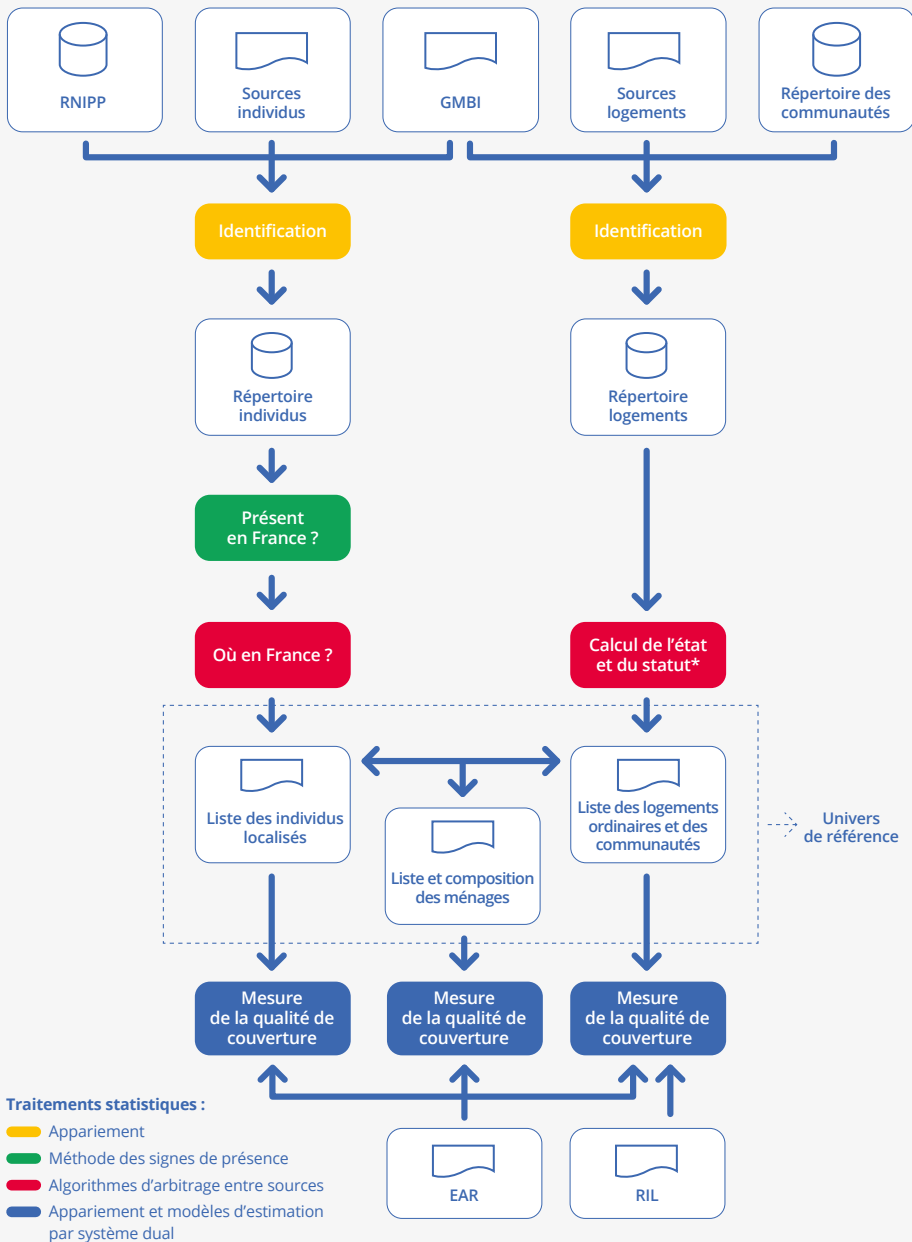 RNIPP
Sources
individus
GMBI
Sources
logements
Répertoire des
communautés
Identification
Identification
Répertoire
individus
Répertoire
logements
Présent
en France ?
Où en France ?
Calcul de l'état
et du statut*
Liste des individus
localisés
Liste et composition
des ménages
Liste des logements
ordinaires et des
communautés
Univers
de référence
Mesure
de la qualité de
couverture
Mesure
de la qualité de
couverture
Mesure
de la qualité de
couverture
EAR
RIL
Traitements statistiques :
Appariement
Méthode des signes de présence
Algorithmes d'arbitrage entre sources
Appariement et modèles d'estimation
par système dual